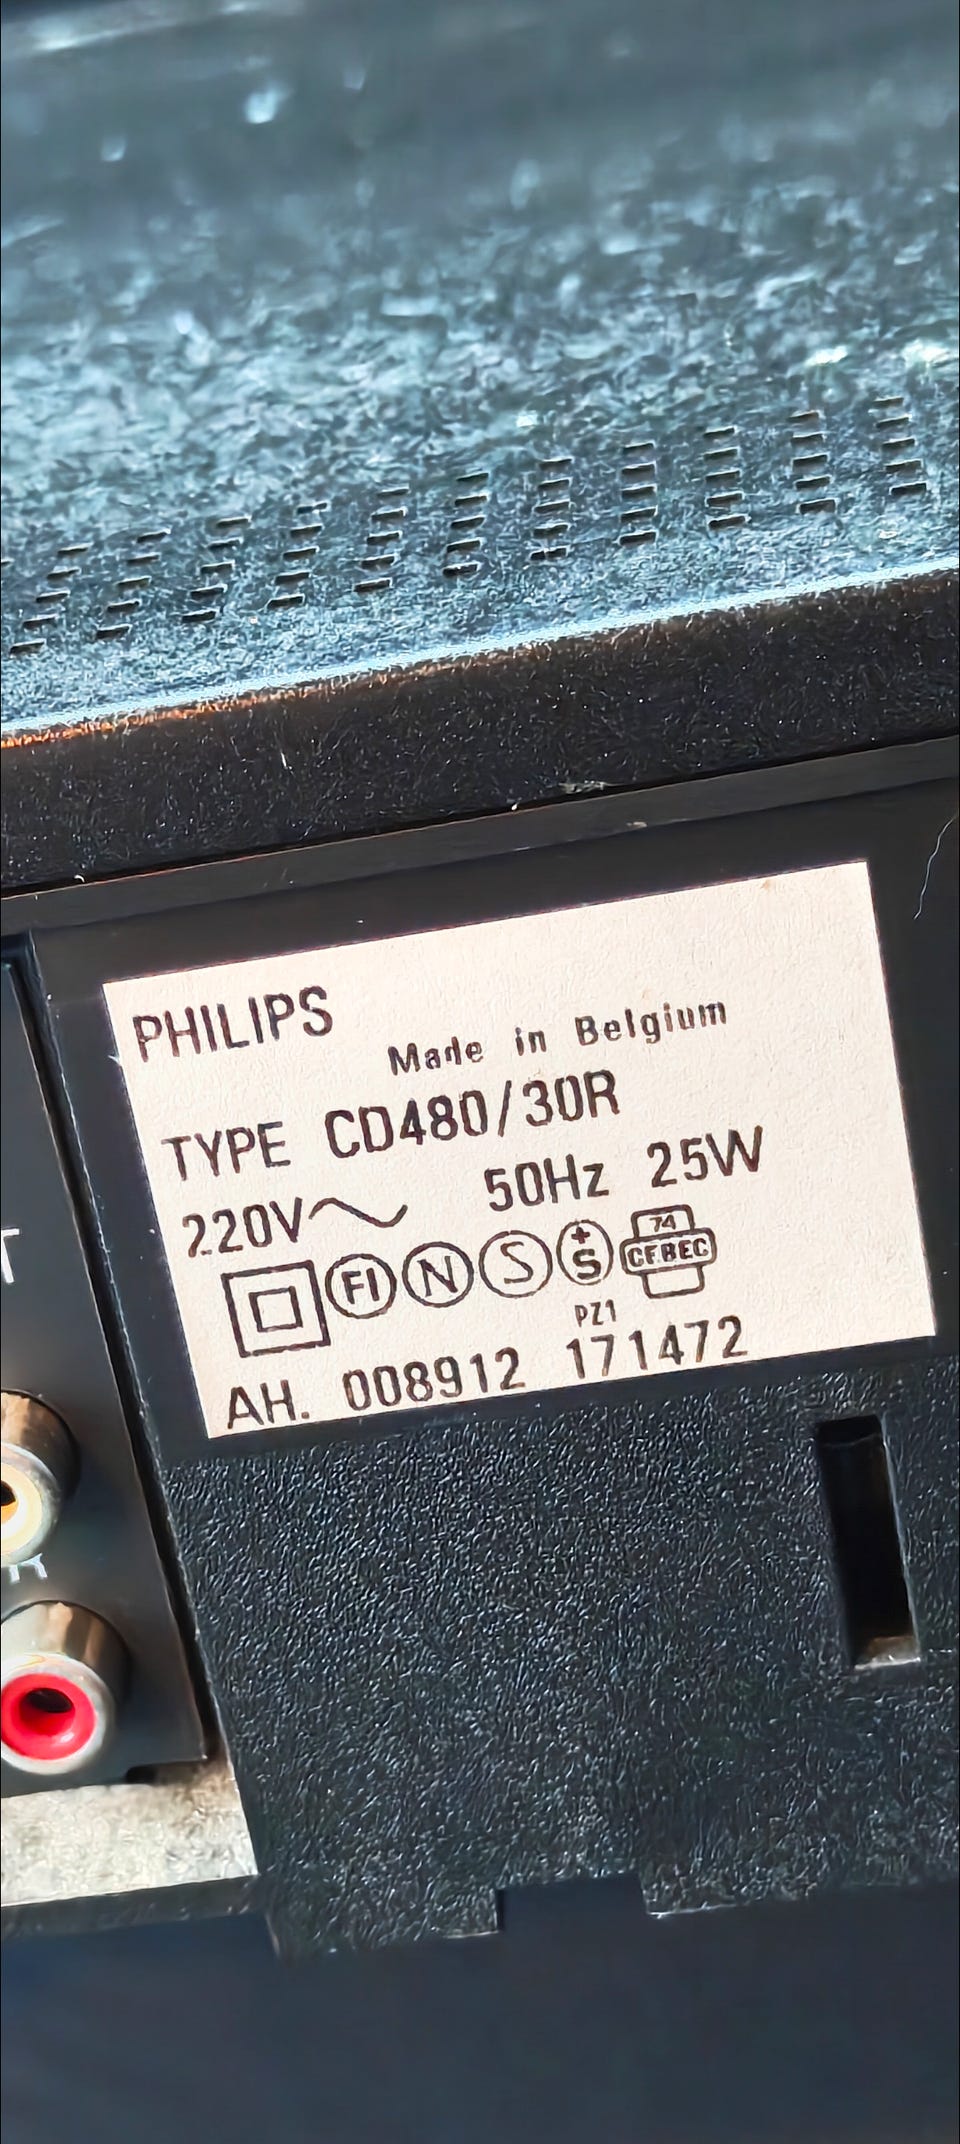 PHILIPS
Made in Belgium
TYPE CD480/30R
220V~ 50Hz 25W
FI N S +S 74 CEBEC
PZ1
AH. 008912 171472
T
R